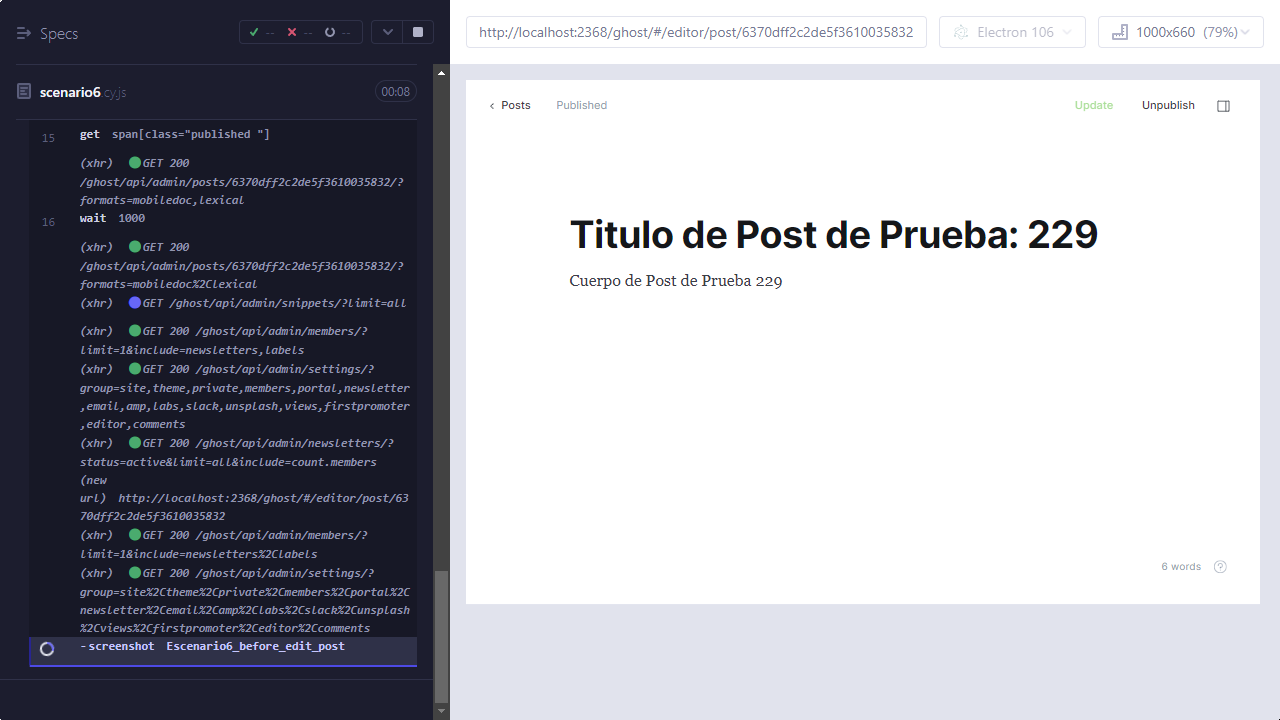 Specs
--
--
--
scenario6.cy.js
00:08
15 get span[class="published "]
(xhr) GET 200
/ghost/api/admin/posts/6370dff2c2de5f3610035832/?
formats=mobiledoc,lexical
16 wait 1000
(xhr) GET 200
/ghost/api/admin/posts/6370dff2c2de5f3610035832/?
formats=mobiledoc%2Clexical
(xhr) GET /ghost/api/admin/snippets/?limit=all
(xhr) GET 200 /ghost/api/admin/members/?
limit=1&include=newsletters,labels
(xhr) GET 200 /ghost/api/admin/settings/?
group=site,theme,private,members,portal,newsletter
,email,amp,labs,slack,unsplash,views,firstpromoter
,editor,comments
(xhr) GET 200 /ghost/api/admin/newsletters/?
status=active&limit=all&include=count.members
(new
url) http://localhost:2368/ghost/#/editor/post/63
70dff2c2de5f3610035832
(xhr) GET 200 /ghost/api/admin/members/?
limit=1&include=newsletters%2Clabels
(xhr) GET 200 /ghost/api/admin/settings/?
group=site%2Ctheme%2Cprivate%2Cmembers%2Cportal%2C
newsletter%2Cemail%2Camp%2Clabs%2Cslack%2Cunsplash
%2Cviews%2Cfirstpromoter%2Ceditor%2Ccomments
-screenshot Escenario6_before_edit_post
http://localhost:2368/ghost/#/editor/post/6370dff2c2de5f3610035832
Electron 106
1000x660 (79%)
Posts
Published
Update
Unpublish
Titulo de Post de Prueba: 229
Cuerpo de Post de Prueba 229
6 words
?